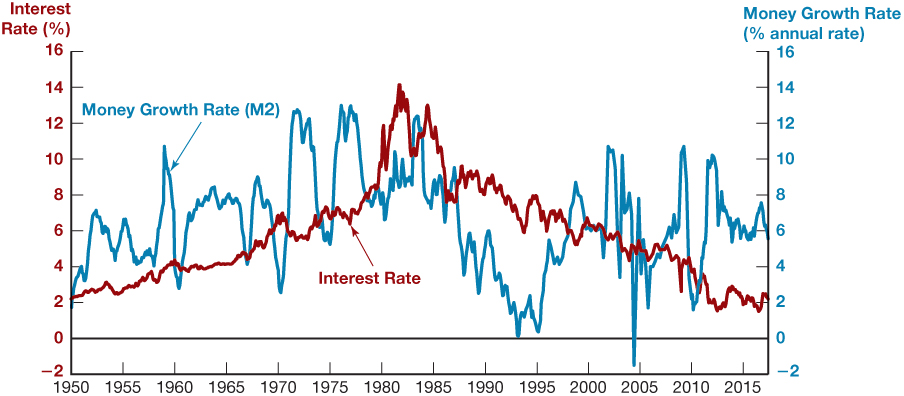 Interest
Rate (%)
Money Growth Rate
(% annual rate)
16
14
12
10
8
6
4
2
0
−2
Money Growth Rate (M2)
Interest Rate
16
14
12
10
8
6
4
2
0
−2
1950 1955 1960 1965 1970 1975 1980 1985 1990 1995 2000 2005 2010 2015